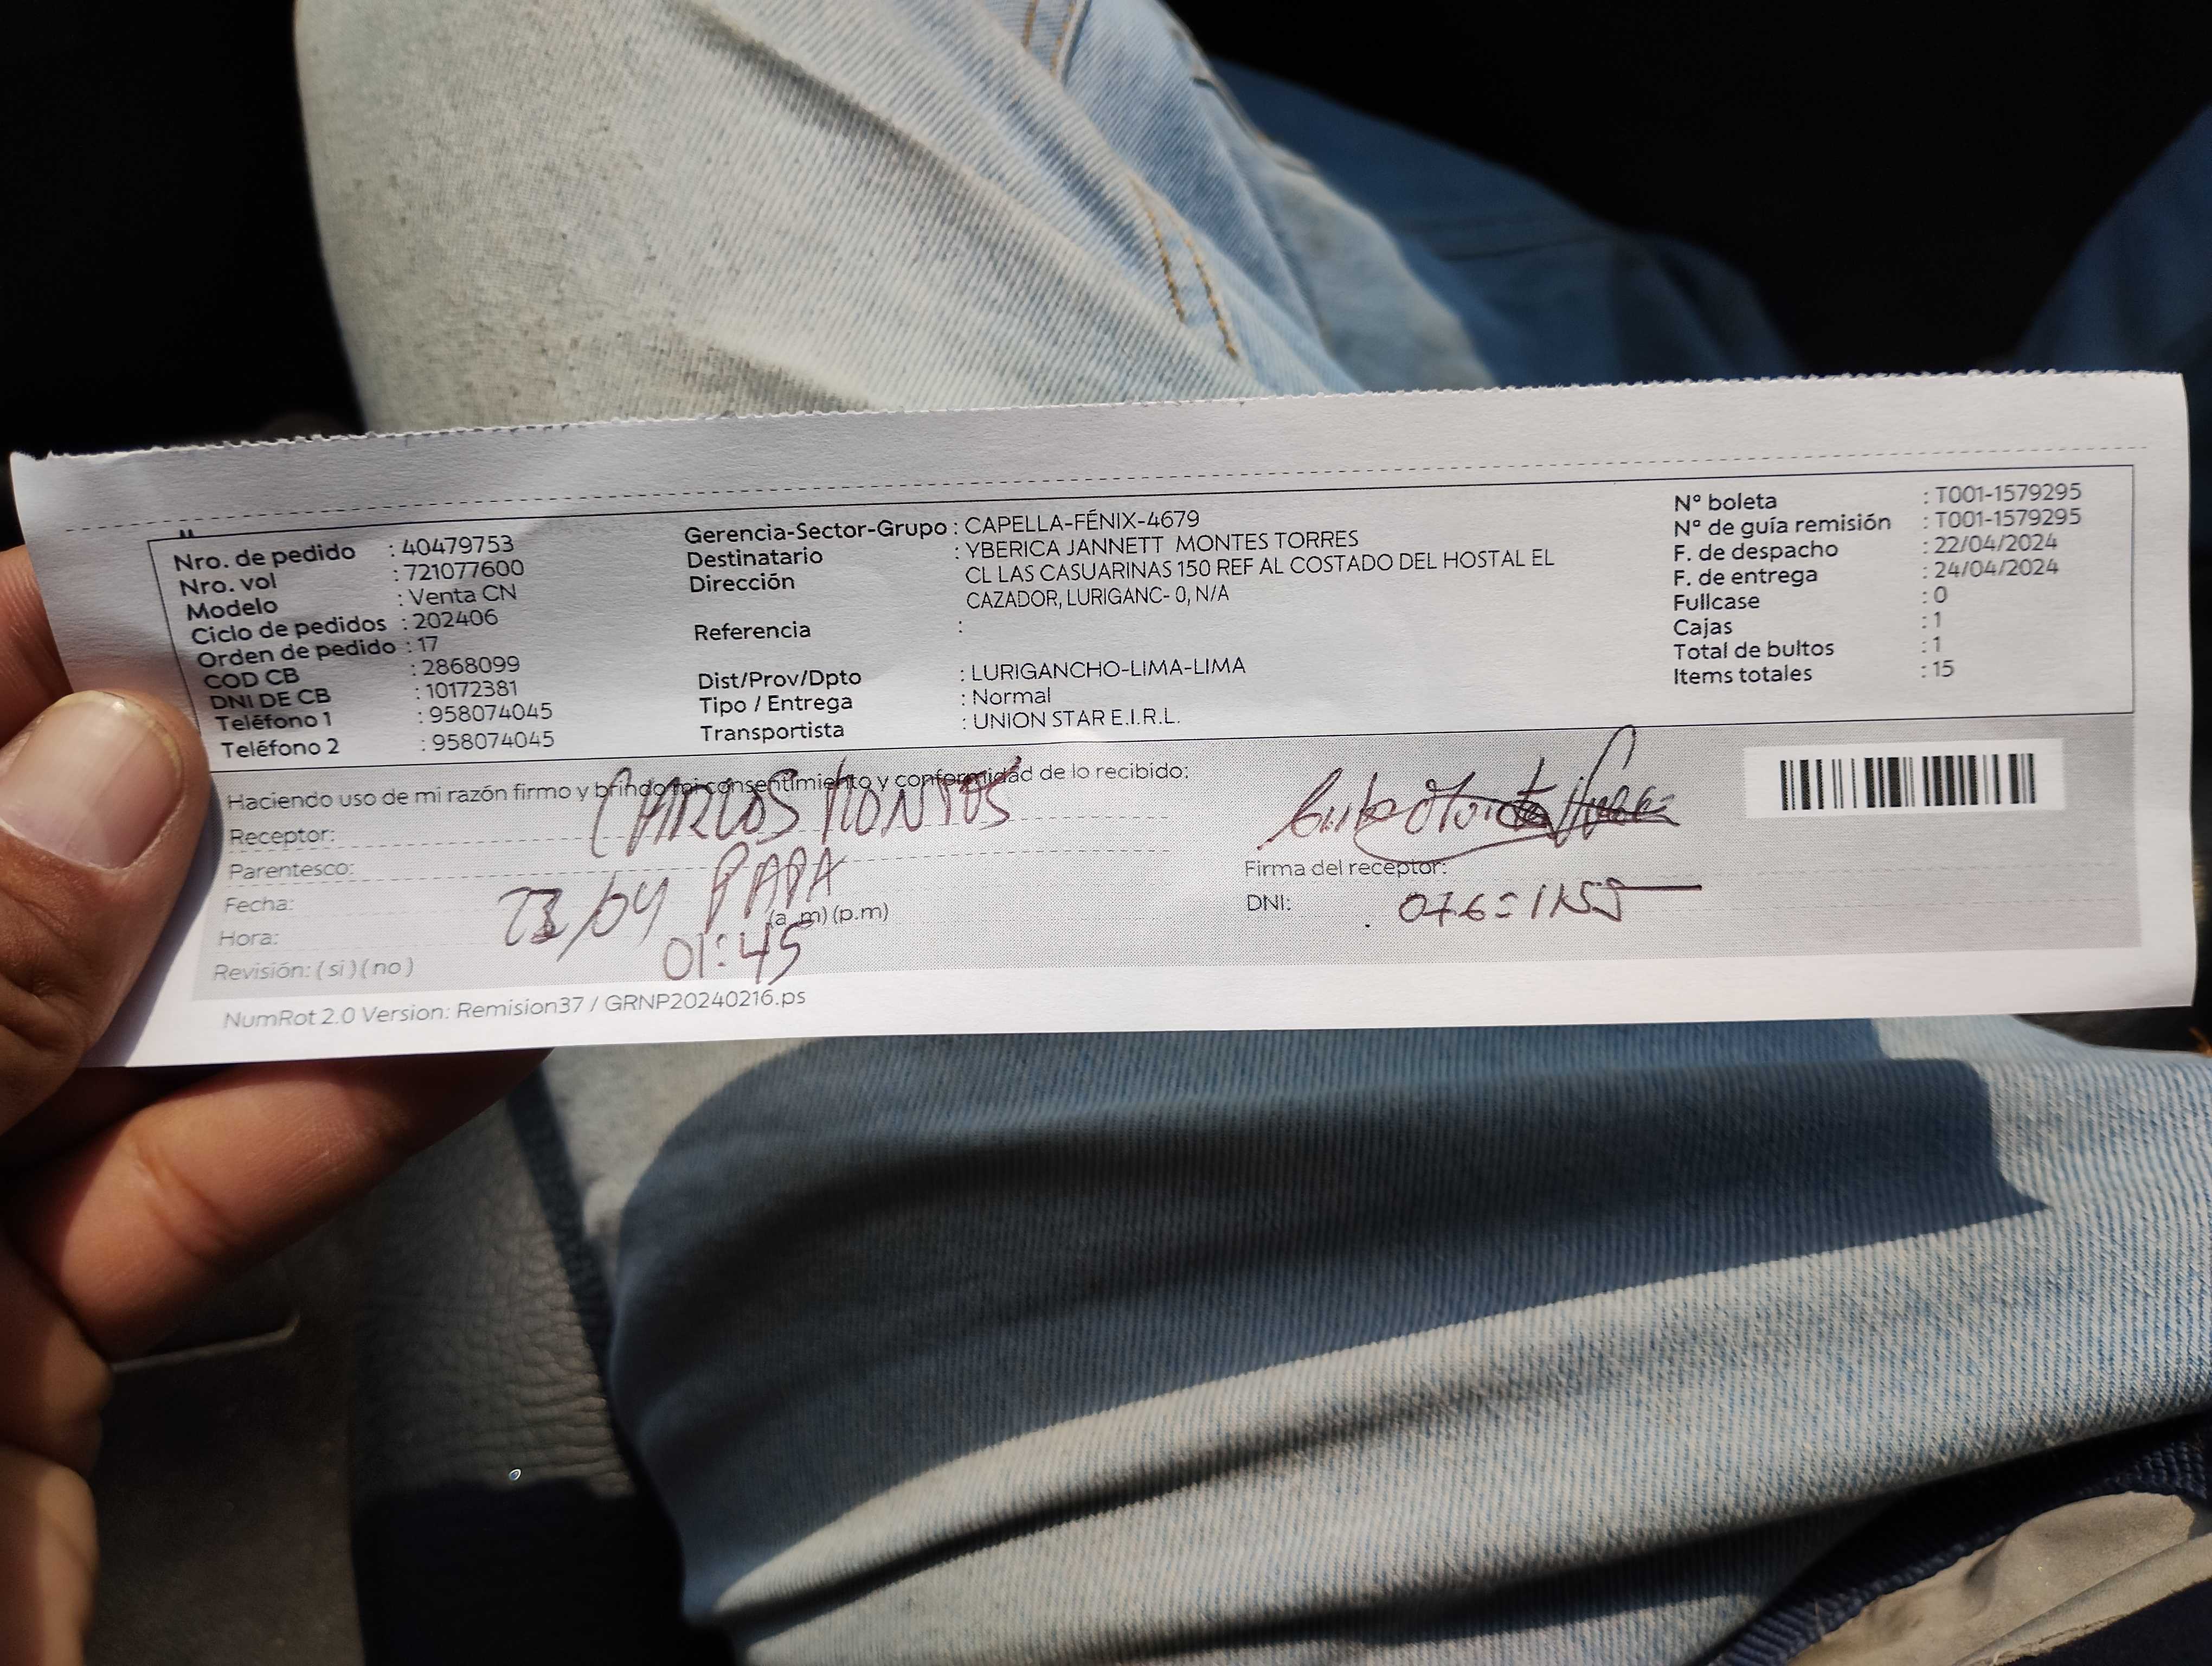 Nro. de pedido : 40479753
Nro. vol : 721077600
Modelo : Venta CN
Ciclo de pedidos : 202406
Orden de pedido : 17
COD CB : 2868099
DNI DE CB : 10172381
Teléfono 1 : 958074045
Teléfono 2 : 958074045
Gerencia-Sector-Grupo : CAPELLA-FÉNIX-4679
Destinatario : YBERICA JANNETT MONTES TORRES
Dirección CL LAS CASUARINAS 150 REF AL COSTADO DEL HOSTAL EL
CAZADOR, LURIGANC- 0, N/A
Referencia :
Dist/Prov/Dpto : LURIGANCHO-LIMA-LIMA
Tipo / Entrega : Normal
Transportista : UNION STAR E.I.R.L.
N° boleta : T001-1579295
N° de guía remisión : T001-1579295
F. de despacho : 22/04/2024
F. de entrega : 24/04/2024
Fullcase : 0
Cajas : 1
Total de bultos : 1
Items totales : 15
Haciendo uso de mi razón firmo y brindo mi consentimiento y conformidad de lo recibido:
Receptor: CARLOS MONTES
Parentesco: PAPA
Fecha: 23/04
Hora: 01:45 (a.m) (p.m)
Revisión: ( si ) ( no )
Firma del receptor:
DNI:
NumRot 2.0 Version: Remision37 / GRNP20240216.ps